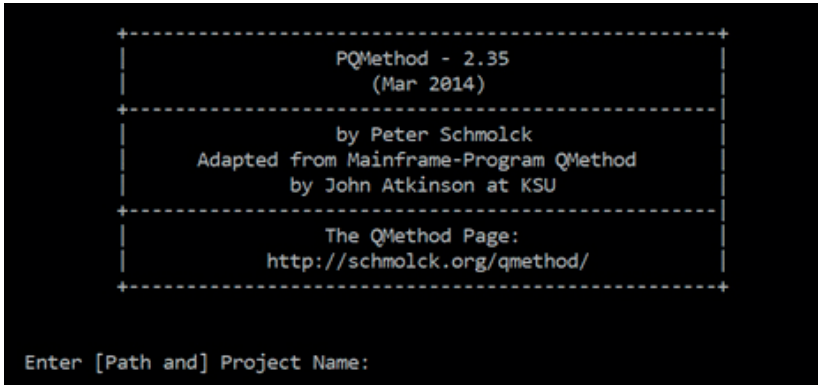 PQMethod - 2.35
(Mar 2014)
by Peter Schmolck
Adapted from Mainframe-Program QMethod
by John Atkinson at KSU
The QMethod Page:
http://schmolck.org/qmethod/
Enter [Path and] Project Name: